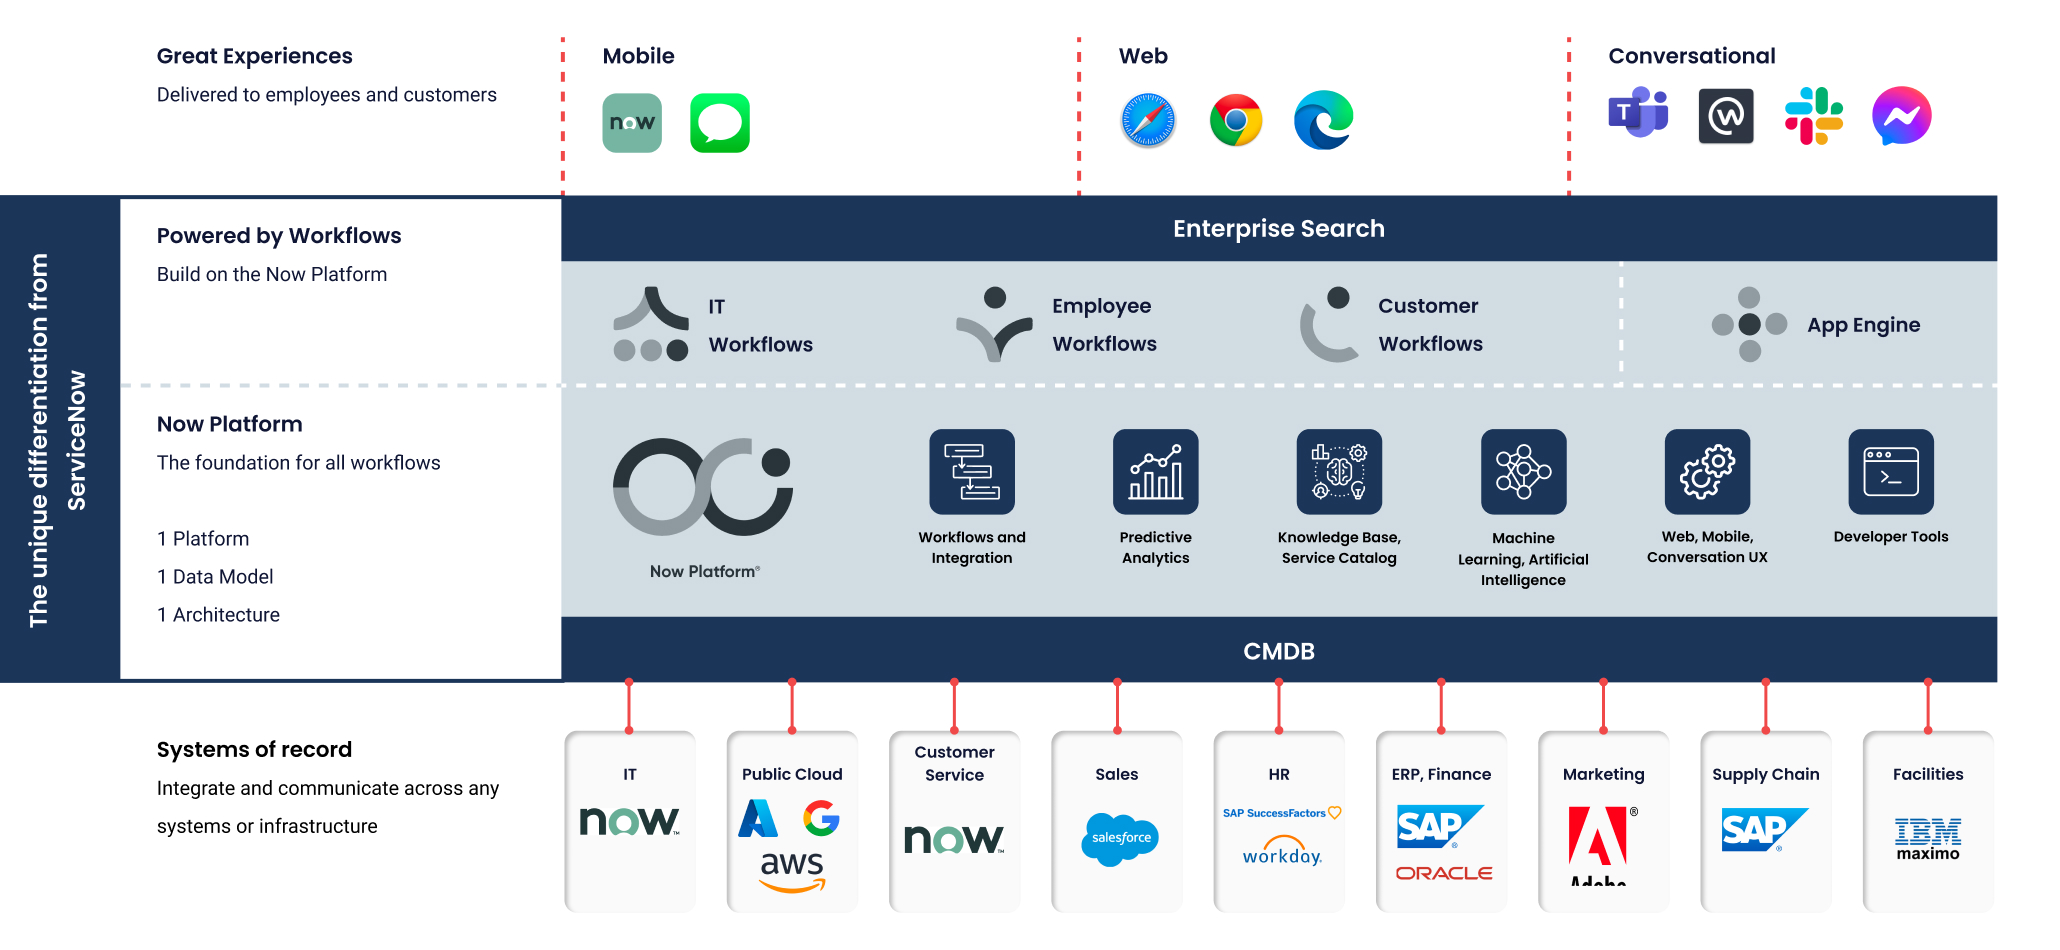 Great Experiences
Delivered to employees and customers
Mobile
now
Web
Conversational
T
The unique differentiation from
ServiceNow
Powered by Workflows
Build on the Now Platform
Enterprise Search
IT
Workflows
Employee
Workflows
Customer
Workflows
App Engine
Now Platform
The foundation for all workflows
1 Platform
1 Data Model
1 Architecture
Now Platform®
Workflows and
Integration
Predictive
Analytics
Knowledge Base,
Service Catalog
Machine
Learning, Artificial
Intelligence
Web, Mobile,
Conversation UX
Developer Tools
CMDB
Systems of record
Integrate and communicate across any
systems or infrastructure
IT
now™
Public Cloud
aws
Customer
Service
now™
Sales
salesforce
HR
SAP SuccessFactors
workday.
ERP, Finance
SAP®
ORACLE
Marketing
®
Adobe
Supply Chain
SAP®
Facilities
IBM
maximo